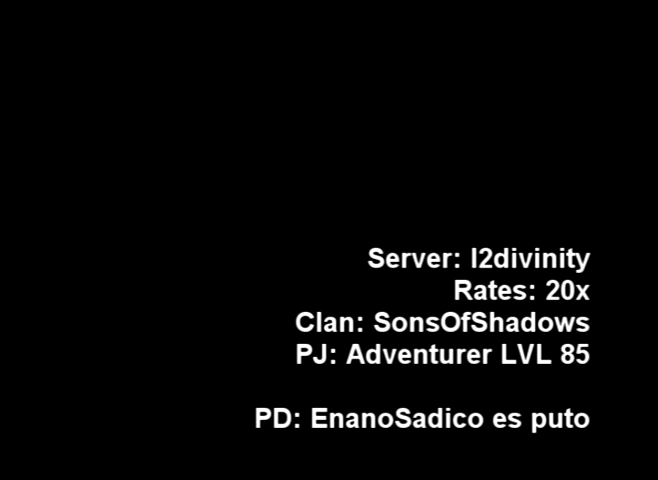 Server: l2divinity
Rates: 20x
Clan: SonsOfShadows
PJ: Adventurer LVL 85
PD: EnanoSadico es puto